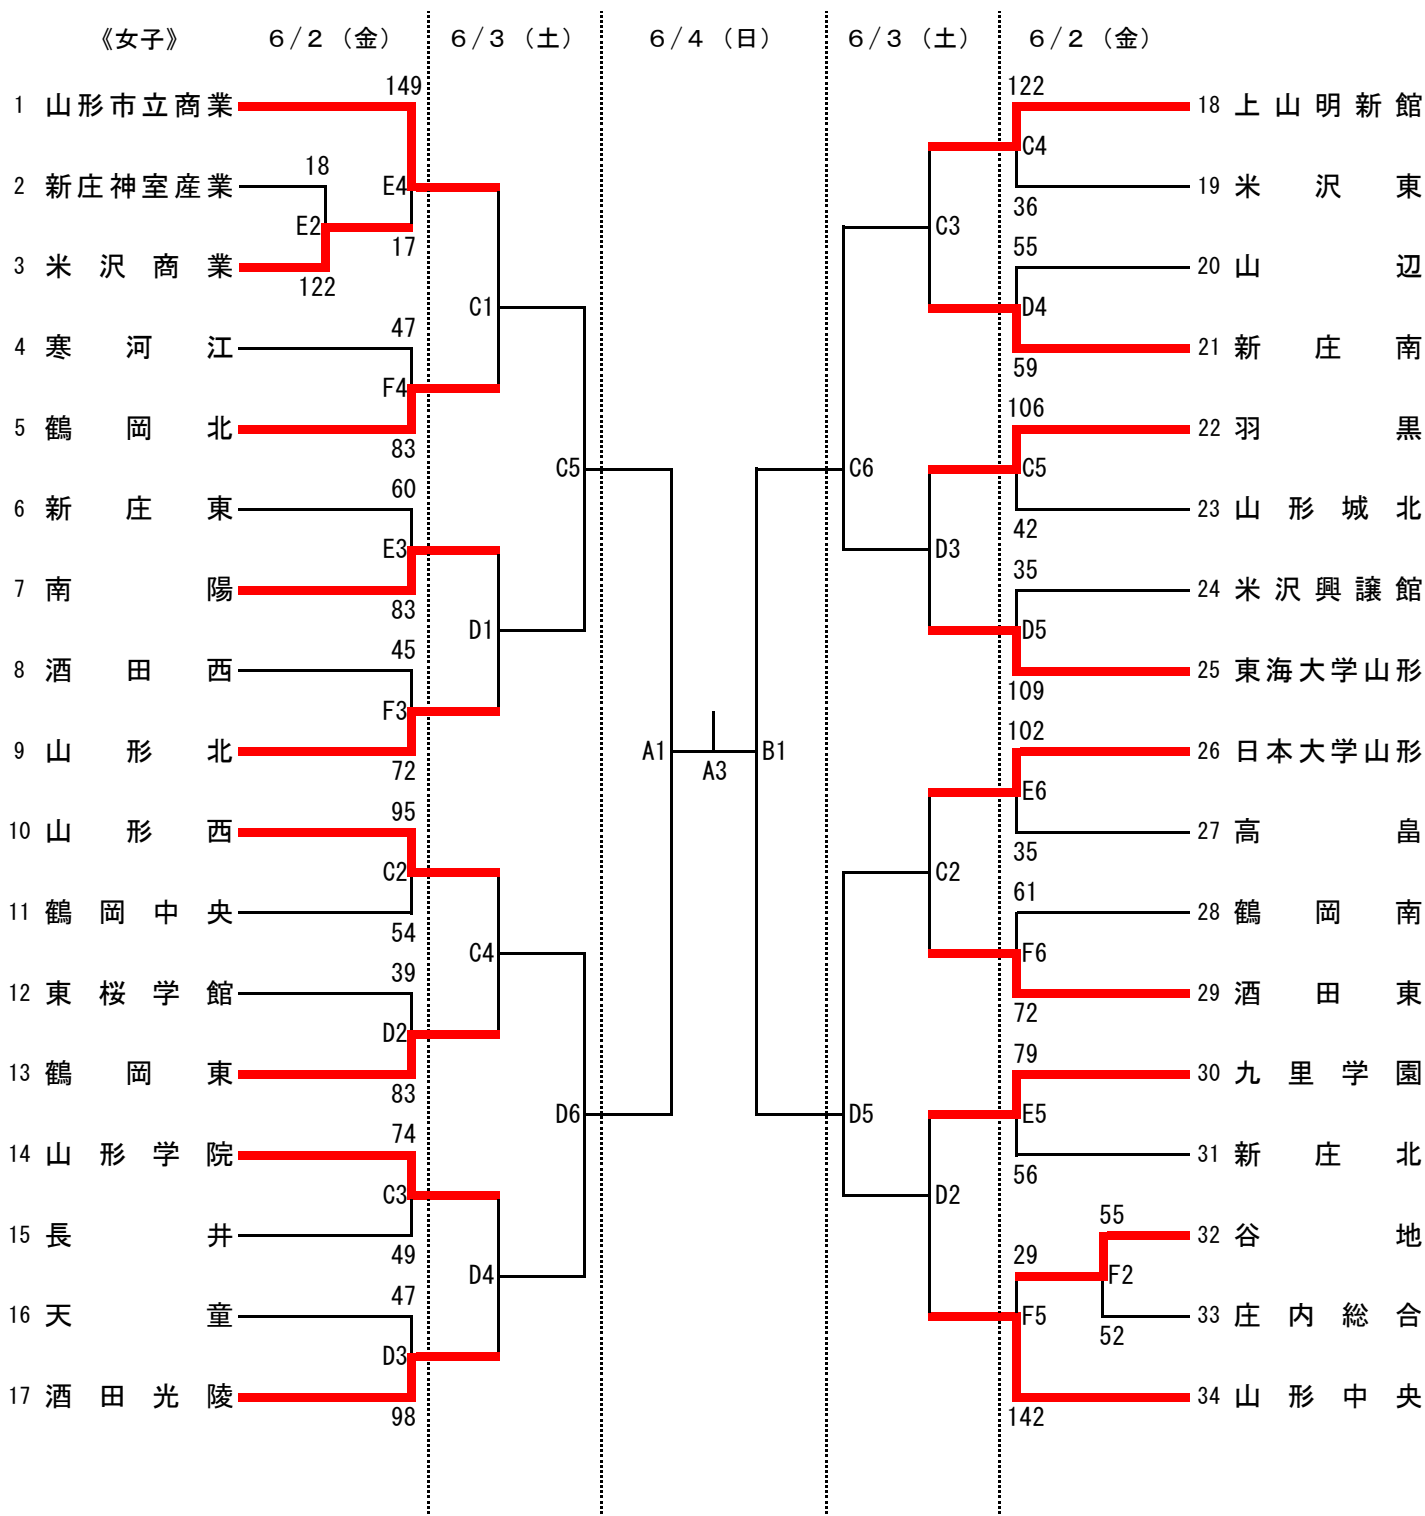 《女子》 6/2（金） 6/3（土） 6/4（日） 6/3（土） 6/2（金）
149 122
1 山形市立商業 18 上山明新館
C4
18
2 新庄神室産業 E4 19 米沢東
36
E2 C3
17 55
3 米沢商業 20 山辺
122
C1 D4
47
4 寒河江 21 新庄南
59
F4
106
5 鶴岡北 22 羽黒
83
C5 C6 C5
60
6 新庄東 23 山形城北
42
E3 D3
35
7 南陽 24 米沢興譲館
83
D1 D5
45
8 酒田西 25 東海大学山形
109
F3
102
9 山形北 A1 B1 26 日本大学山形
72 A3
E6
95
10 山形西 27 高畠
35
C2 C2
61
11 鶴岡中央 28 鶴岡南
54
C4 F6
39
12 東桜学館 29 酒田東
72
D2
79
13 鶴岡東 30 九里学園
83
D6 D5 E5
74
14 山形学院 31 新庄北
56
C3 D2
55
15 長井 32 谷地
49 29
D4 F2
47
16 天童 F5 33 庄内総合
52
D3
17 酒田光陵 34 山形中央
98 142